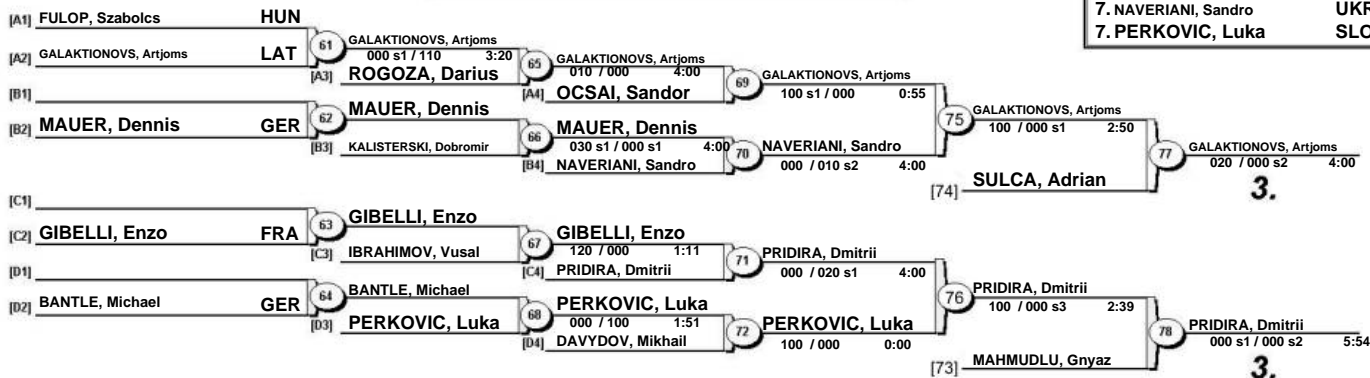 7. NAVERIANI, Sandro UKR
7. PERKOVIC, Luka SLO
[A1] FULOP, Szabolcs HUN
61 GALAKTIONOVS, Artjoms
000 s1 / 110 3:20
[A2] GALAKTIONOVS, Artjoms LAT
[A3] ROGOZA, Darius
65 GALAKTIONOVS, Artjoms
010 / 000 4:00
[A4] OCSAI, Sandor
69 GALAKTIONOVS, Artjoms
100 s1 / 000 0:55
[B1]
62 MAUER, Dennis
[B2] MAUER, Dennis GER
[B3] KALISTERSKI, Dobromir
66 MAUER, Dennis
030 s1 / 000 s1 4:00
[B4] NAVERIANI, Sandro
70 NAVERIANI, Sandro
000 / 010 s2 4:00
75 GALAKTIONOVS, Artjoms
100 / 000 s1 2:50
[74] SULCA, Adrian
77 GALAKTIONOVS, Artjoms
020 / 000 s2 4:00
3.
[C1]
63 GIBELLI, Enzo
[C2] GIBELLI, Enzo FRA
[C3] IBRAHIMOV, Vusal
67 GIBELLI, Enzo
120 / 000 1:11
[C4] PRIDIRA, Dmitrii
71 PRIDIRA, Dmitrii
000 / 020 s1 4:00
[D1]
64 BANTLE, Michael
[D2] BANTLE, Michael GER
[D3] PERKOVIC, Luka
68 PERKOVIC, Luka
000 / 100 1:51
[D4] DAVYDOV, Mikhail
72 PERKOVIC, Luka
100 / 000 0:00
76 PRIDIRA, Dmitrii
100 / 000 s3 2:39
[73] MAHMUDLU, Gnyaz
78 PRIDIRA, Dmitrii
000 s1 / 000 s2 5:54
3.